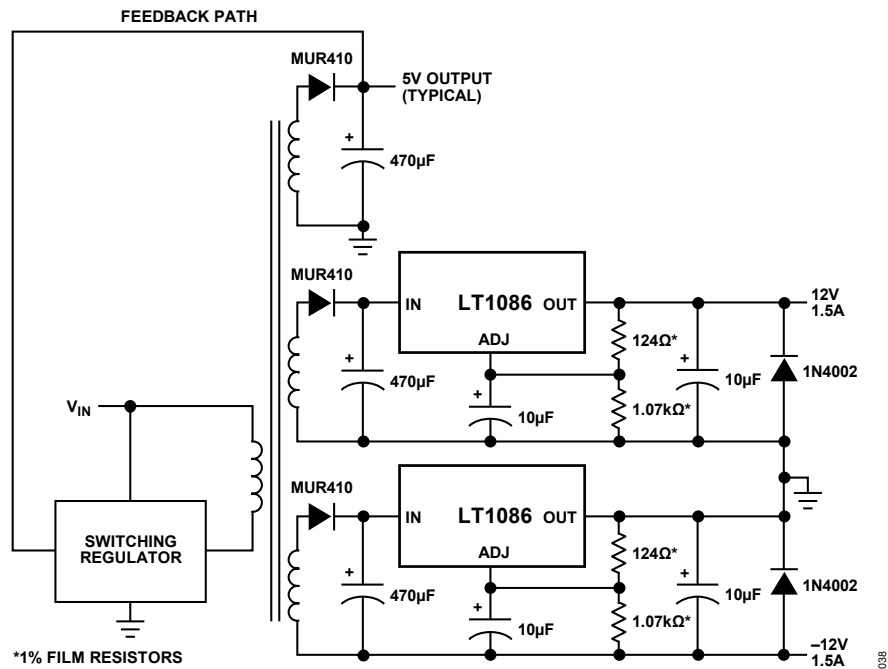 FEEDBACK PATH
MUR410
5V OUTPUT
(TYPICAL)
+
470µF
MUR410
IN
LT1086
OUT
ADJ
12V
1.5A
124Ω*
+
470µF
+
10µF
1.07kΩ*
+
10µF
1N4002
VIN
SWITCHING
REGULATOR
MUR410
IN
LT1086
OUT
ADJ
124Ω*
+
470µF
+
10µF
1.07kΩ*
+
10µF
1N4002
–12V
1.5A
*1% FILM RESISTORS
038